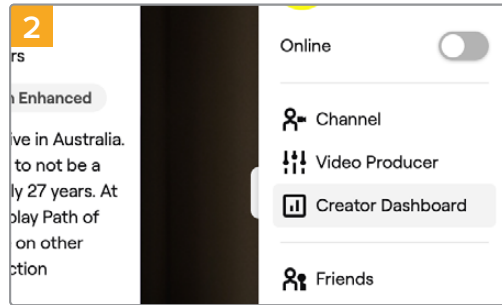 2
rs
n Enhanced
ive in Australia.
to not be a
ly 27 years. At
play Path of
on other
ction
Online
Channel
Video Producer
Creator Dashboard
Friends